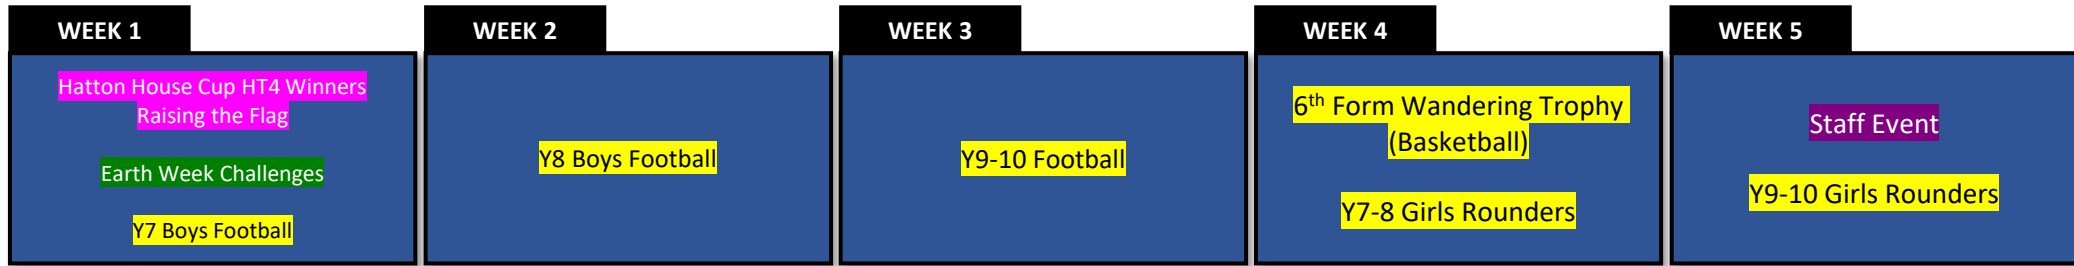 WEEK 1
Hatton House Cup HT4 Winners
Raising the Flag
Earth Week Challenges
Y7 Boys Football
WEEK 2
Y8 Boys Football
WEEK 3
Y9-10 Football
WEEK 4
6th Form Wandering Trophy
(Basketball)
Y7-8 Girls Rounders
WEEK 5
Staff Event
Y9-10 Girls Rounders